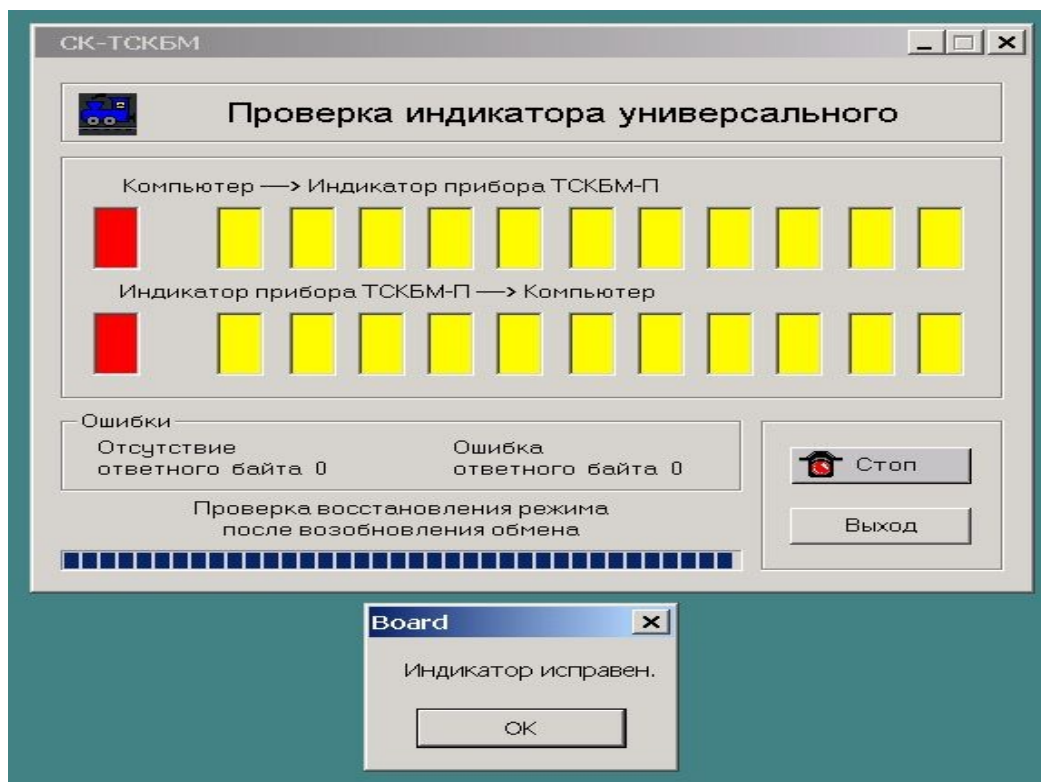 СК-ТСКБМ
Проверка индикатора универсального
Компьютер —> Индикатор прибора ТСКБМ-П
Индикатор прибора ТСКБМ-П —> Компьютер
Ошибки
Отсутствие
ответного байта 0
Ошибка
ответного байта 0
Стоп
Проверка восстановления режима
после возобновления обмена
Выход
Board
Индикатор исправен.
OK